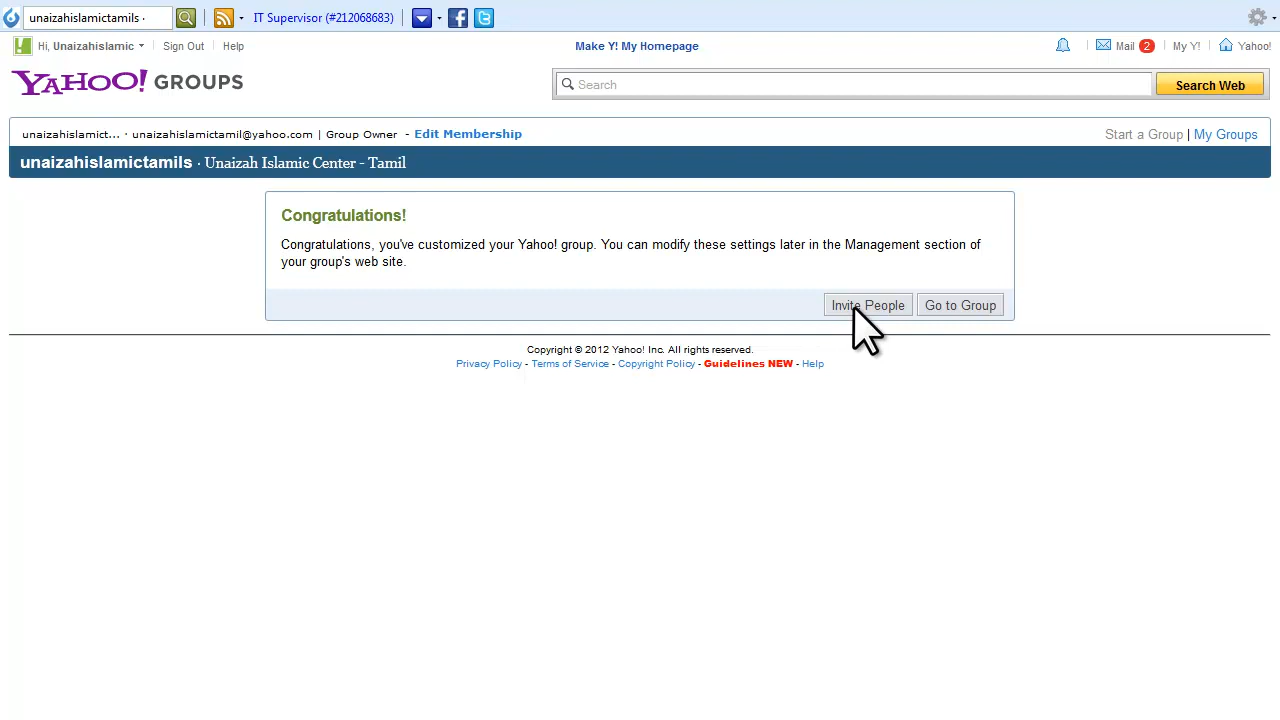 unaizahislamictamils · IT Supervisor (#212068683)
Hi, Unaizahislamic Sign Out Help Make Y! My Homepage Mail 2 My Y! Yahoo!
YAHOO! GROUPS Search Search Web
unaizahislamict... · unaizahislamictamil@yahoo.com | Group Owner - Edit Membership Start a Group | My Groups
unaizahislamictamils · Unaizah Islamic Center - Tamil
Congratulations!
Congratulations, you've customized your Yahoo! group. You can modify these settings later in the Management section of
your group's web site.
Invite People Go to Group
Copyright © 2012 Yahoo! Inc. All rights reserved.
Privacy Policy - Terms of Service - Copyright Policy - Guidelines NEW - Help